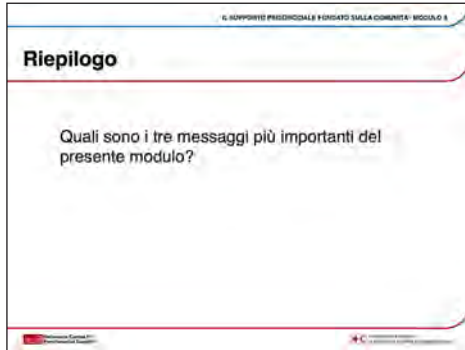 IL SUPPORTO PSICOSOCIALE FONDATO SULLA COMUNITÀ · MODULO
Riepilogo
Quali sono i tre messaggi più importanti del
presente modulo?